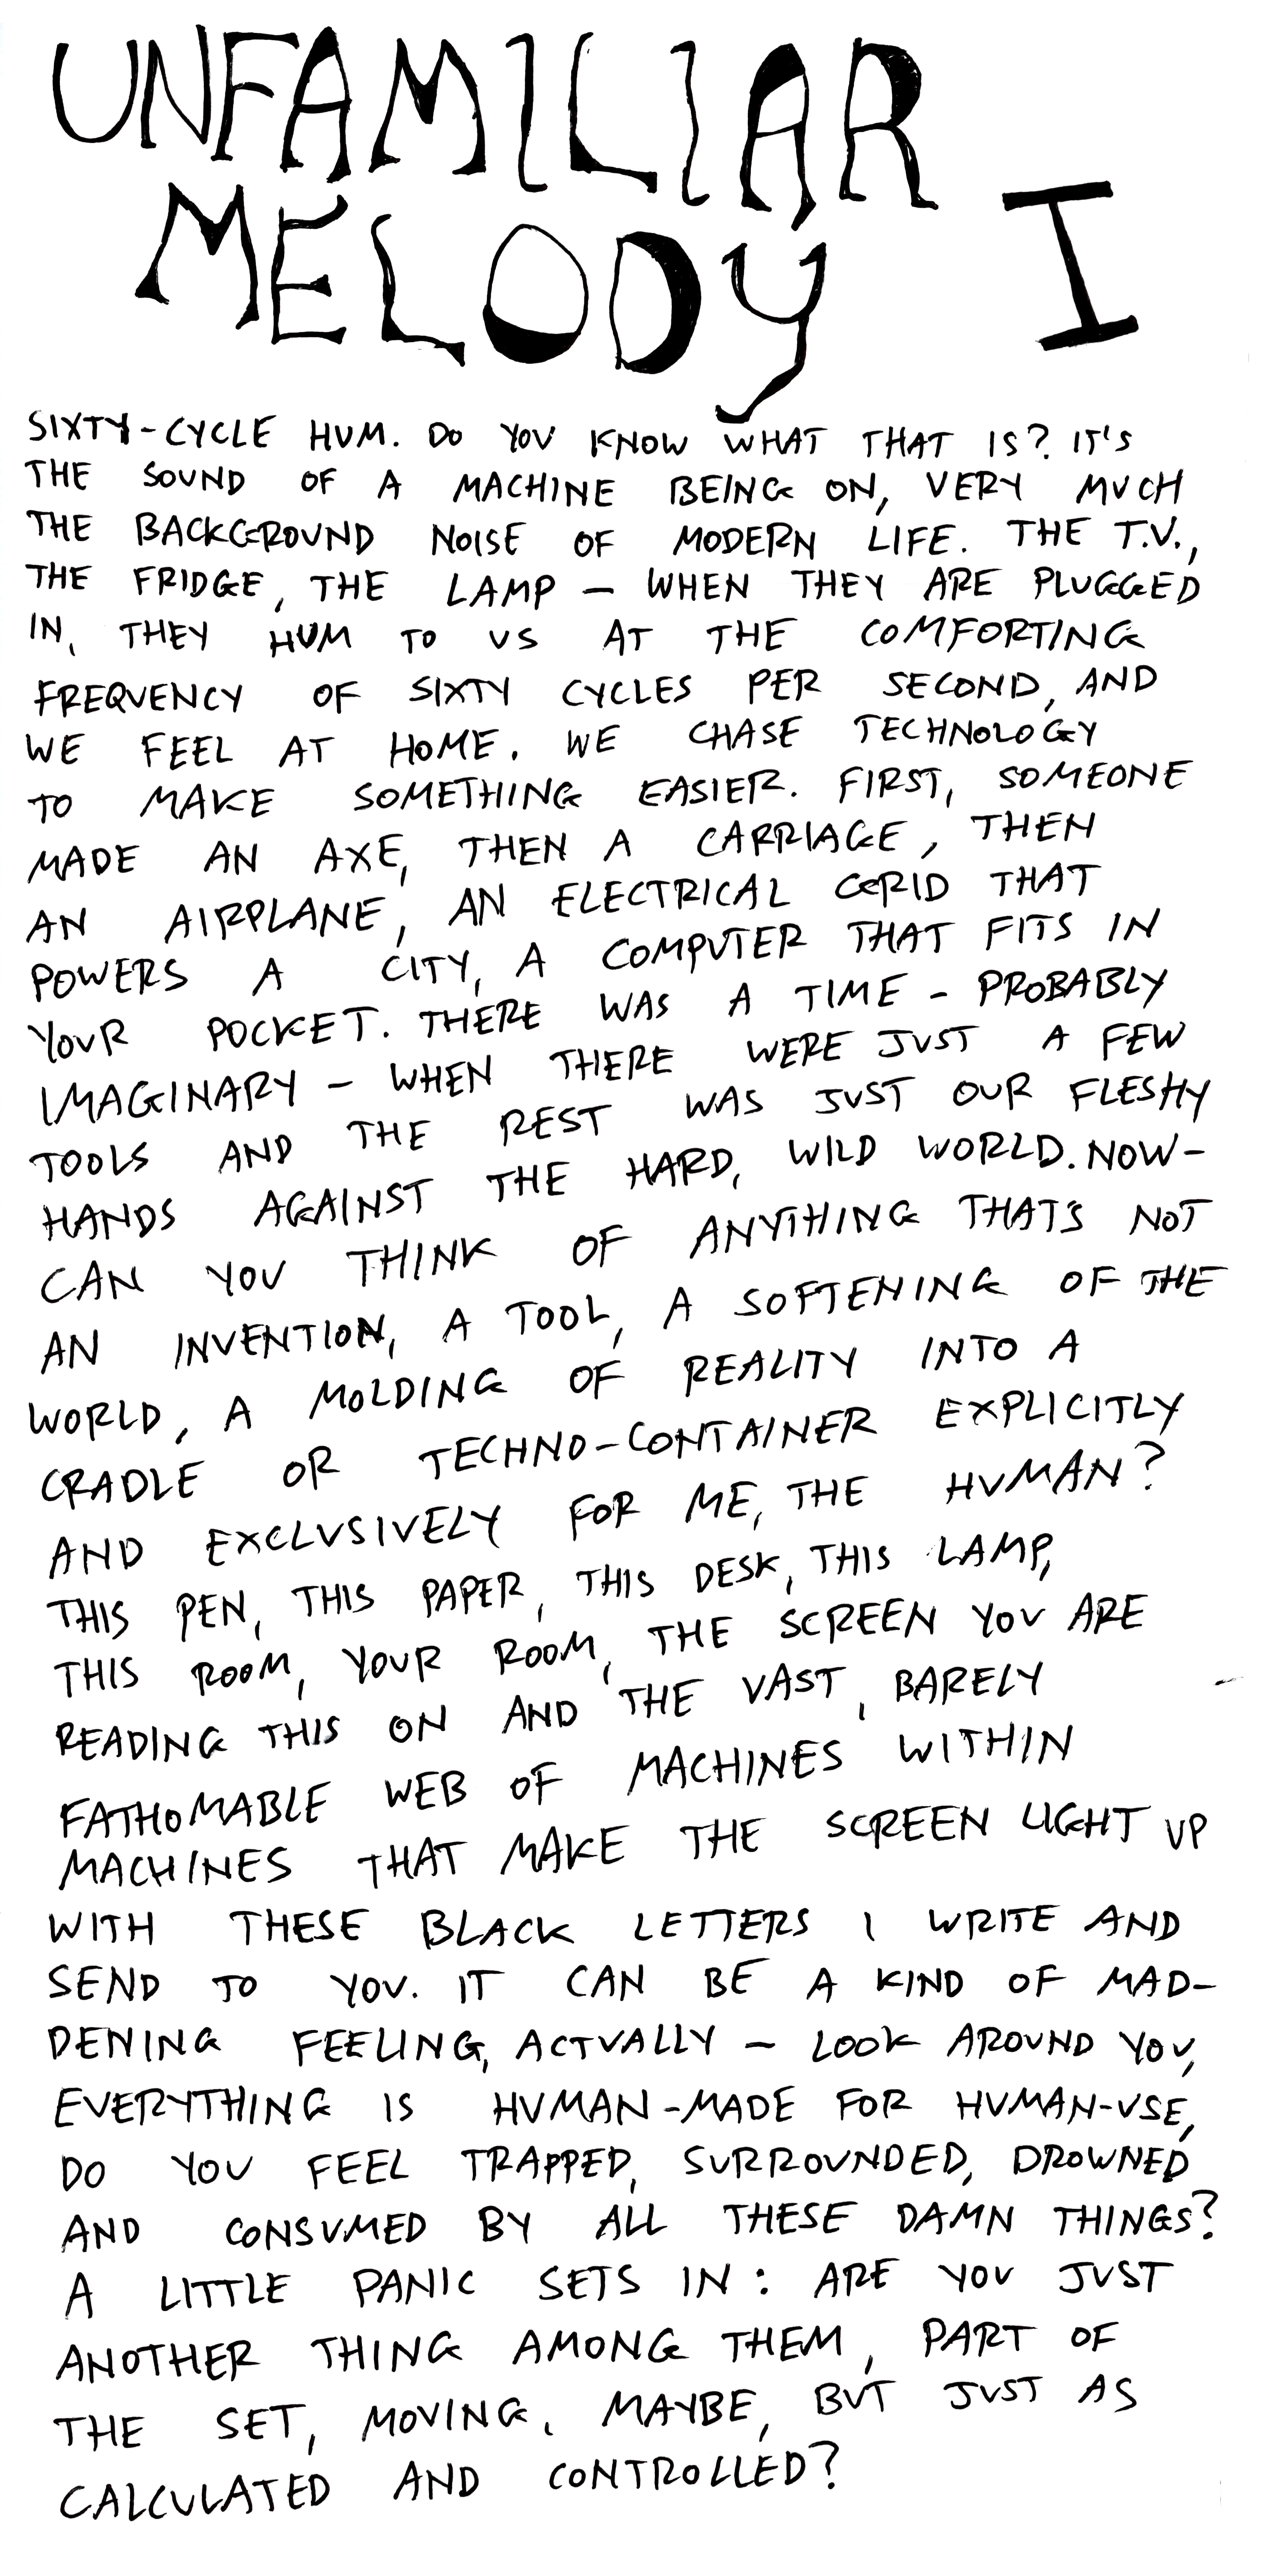 UNFAMILIAR
MELODY I
SIXTY-CYCLE HUM. DO YOU KNOW WHAT THAT IS? IT'S
THE SOUND OF A MACHINE BEING ON, VERY MUCH
THE BACKGROUND NOISE OF MODERN LIFE. THE T.V.,
THE FRIDGE, THE LAMP – WHEN THEY ARE PLUGGED
IN, THEY HUM TO US AT THE COMFORTING
FREQUENCY OF SIXTY CYCLES PER SECOND, AND
WE FEEL AT HOME. WE CHASE TECHNOLOGY
TO MAKE SOMETHING EASIER. FIRST, SOMEONE
MADE AN AXE, THEN A CARRIAGE, THEN
AN AIRPLANE, AN ELECTRICAL GRID THAT
POWERS A CITY, A COMPUTER THAT FITS IN
YOUR POCKET. THERE WAS A TIME – PROBABLY
IMAGINARY – WHEN THERE WERE JUST A FEW
TOOLS AND THE REST WAS JUST OUR FLESHY
HANDS AGAINST THE HARD, WILD WORLD. NOW–
CAN YOU THINK OF ANYTHING THAT'S NOT
AN INVENTION, A TOOL, A SOFTENING OF THE
WORLD, A MOLDING OF REALITY INTO A
CRADLE OR TECHNO-CONTAINER EXPLICITLY
AND EXCLUSIVELY FOR ME, THE HUMAN?
THIS PEN, THIS PAPER, THIS DESK, THIS LAMP,
THIS ROOM, YOUR ROOM, THE SCREEN YOU ARE
READING THIS ON AND THE VAST, BARELY
FATHOMABLE WEB OF MACHINES WITHIN
MACHINES THAT MAKE THE SCREEN LIGHT UP
WITH THESE BLACK LETTERS I WRITE AND
SEND TO YOU. IT CAN BE A KIND OF MAD-
DENING FEELING, ACTUALLY – LOOK AROUND YOU,
EVERYTHING IS HUMAN-MADE FOR HUMAN-USE,
DO YOU FEEL TRAPPED, SURROUNDED, DROWNED
AND CONSUMED BY ALL THESE DAMN THINGS?
A LITTLE PANIC SETS IN: ARE YOU JUST
ANOTHER THING AMONG THEM, PART OF
THE SET, MOVING, MAYBE, BUT JUST AS
CALCULATED AND CONTROLLED?